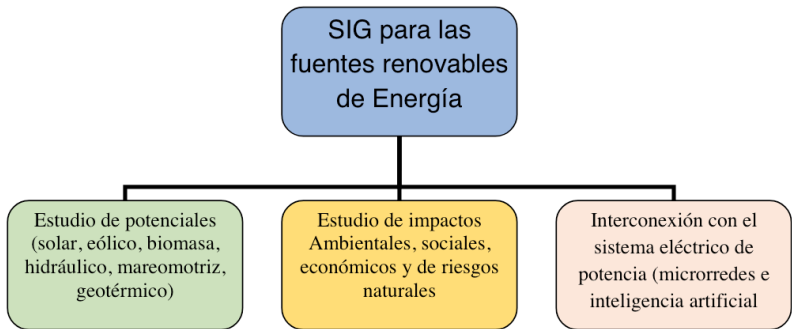 SIG para las
fuentes renovables
de Energía
Estudio de potenciales
(solar, eólico, biomasa,
hidráulico, mareomotriz,
geotérmico)
Estudio de impactos
Ambientales, sociales,
económicos y de riesgos
naturales
Interconexión con el
sistema eléctrico de
potencia (microrredes e
inteligencia artificial